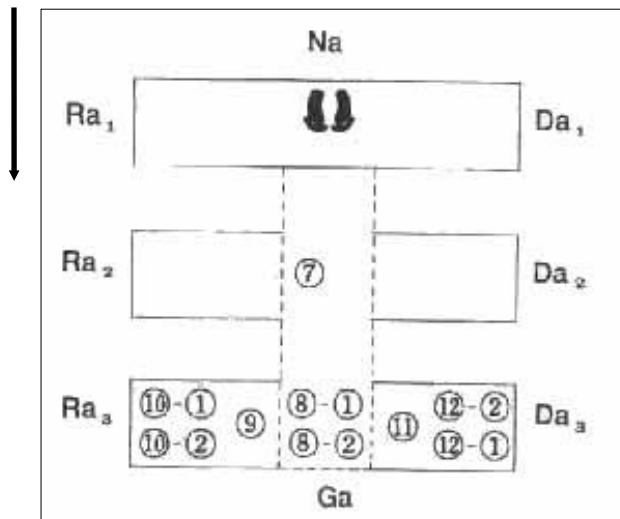 Na
Ra₁ Da₁
Ra₂ ⑦ Da₂
Ra₃ ⑩-① ⑨ ⑧-① ⑪ ⑫-② Da₃
⑩-② ⑧-② ⑫-①
Ga